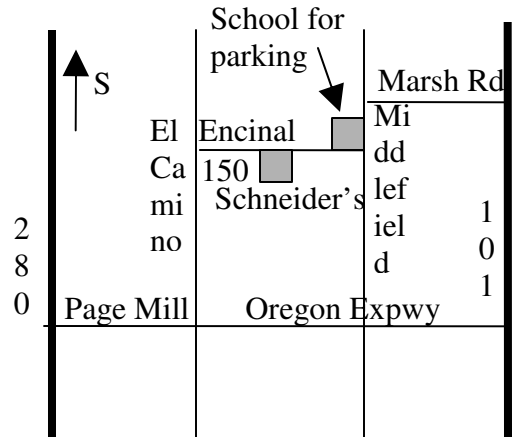 School for
parking
S
Marsh Rd
El
Ca
mi
no
Encinal
150
Schneider's
Mi
dd
lef
iel
d
1
0
1
2
8
0
Page Mill
Oregon Expwy